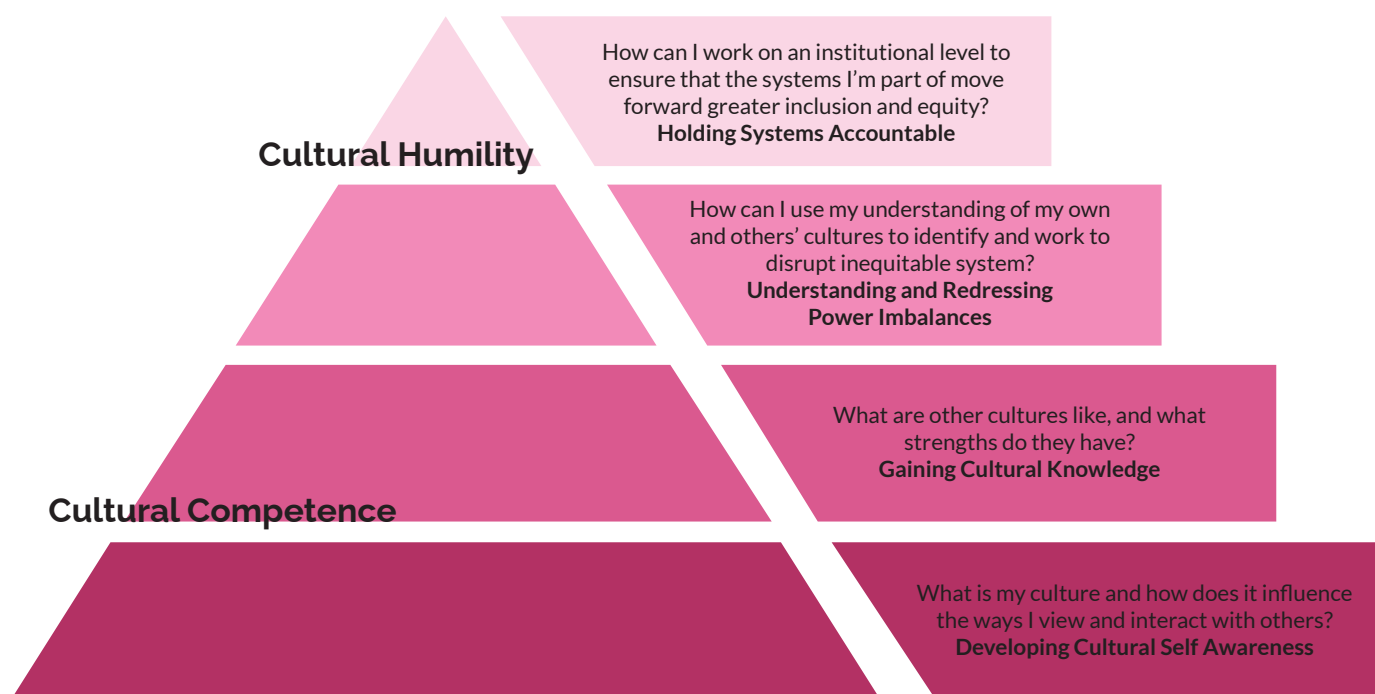 How can I work on an institutional level to
ensure that the systems I'm part of move
forward greater inclusion and equity?
Holding Systems Accountable
Cultural Humility
How can I use my understanding of my own
and others' cultures to identify and work to
disrupt inequitable system?
Understanding and Redressing
Power Imbalances
What are other cultures like, and what
strengths do they have?
Gaining Cultural Knowledge
Cultural Competence
What is my culture and how does it influence
the ways I view and interact with others?
Developing Cultural Self Awareness